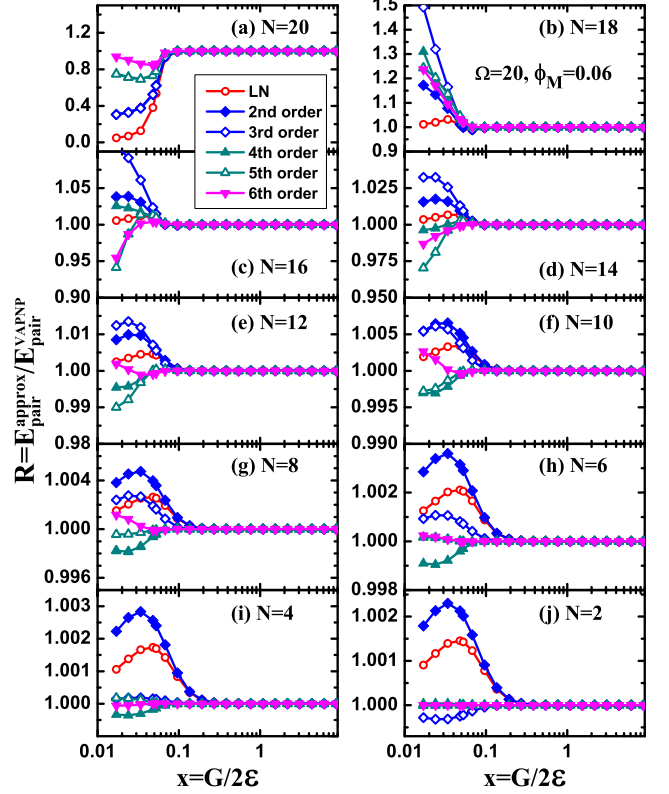 (a) N=20
1.2
0.8
0.4
0.0
LN
2nd order
3rd order
4th order
5th order
6th order
(b) N=18
Ω=20, ϕM=0.06
1.5
1.4
1.3
1.2
1.1
1.0
0.9
(c) N=16
1.05
1.00
0.95
0.90
(d) N=14
1.025
1.000
0.975
0.950
(e) N=12
1.01
1.00
0.99
0.98
(f) N=10
1.005
1.000
0.995
0.990
(g) N=8
1.004
1.000
0.996
(h) N=6
1.002
1.000
0.998
(i) N=4
1.003
1.002
1.001
1.000
(j) N=2
1.002
1.001
1.000
0.01 0.1 1
0.01 0.1 1
x=G/2ε
x=G/2ε
R=E approx pair /E VAPNP pair